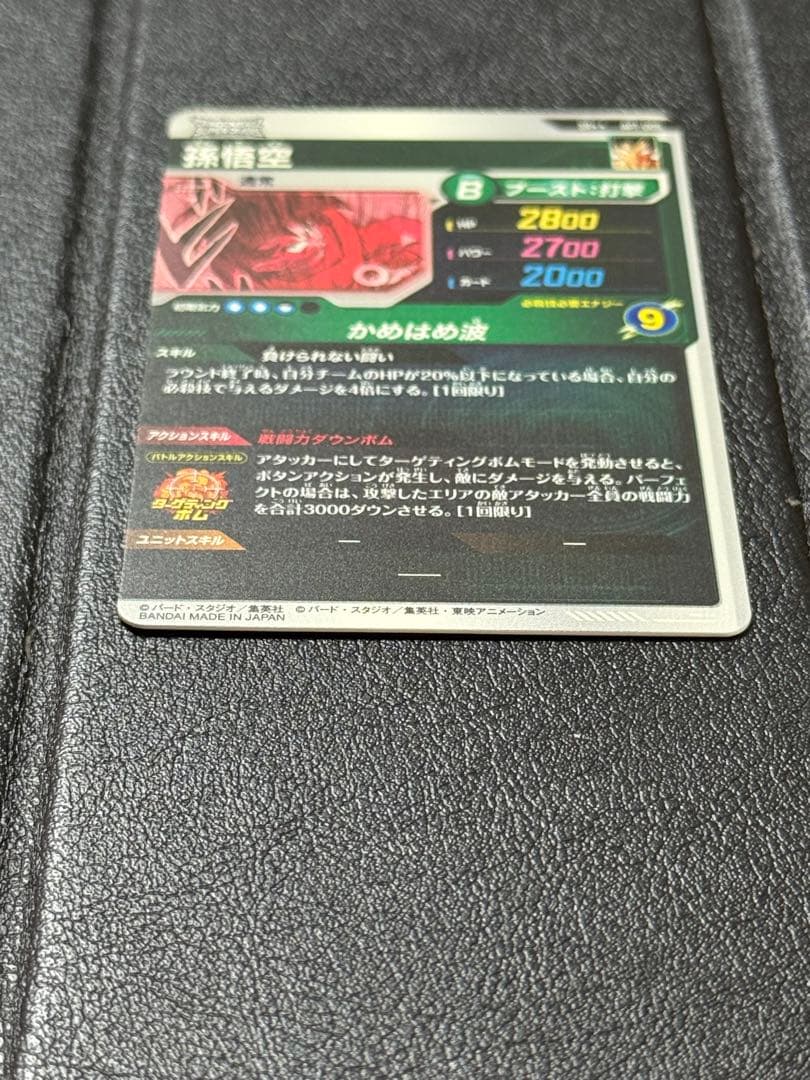 孫悟空
通常
B ブースト:打撃
HP 2800
パワー 2700
ガード 2000
初期気力
必殺技必要エナジー 9
かめはめ波
スキル 負けられない闘い
ラウンド終了時、自分チームのHPが20%以下になっている場合、自分の
必殺技で与えるダメージを4倍にする。[1回限り]
アクションスキル 戦闘力ダウンボム
バトルアクションスキル
ターゲティング
ボム
アタッカーにしてターゲティングボムモードを発動させると、
ボタンアクションが発生し、敵にダメージを与える。パーフェ
クトの場合は、攻撃したエリアの敵アタッカー全員の戦闘力
を合計3000ダウンさせる。[1回限り]
ユニットスキル — —
—
©バード・スタジオ/集英社 ©バード・スタジオ/集英社・東映アニメーション
BANDAI MADE IN JAPAN